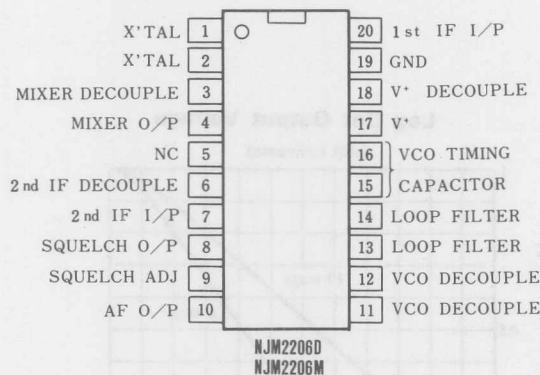 X'TAL 1
X'TAL 2
MIXER DECOUPLE 3
MIXER O/P 4
NC 5
2nd IF DECOUPLE 6
2nd IF I/P 7
SQUELCH O/P 8
SQUELCH ADJ 9
AF O/P 10
20 1st IF I/P
19 GND
18 V+ DECOUPLE
17 V+
16 VCO TIMING
15 CAPACITOR
14 LOOP FILTER
13 LOOP FILTER
12 VCO DECOUPLE
11 VCO DECOUPLE
NJM2206D
NJM2206M